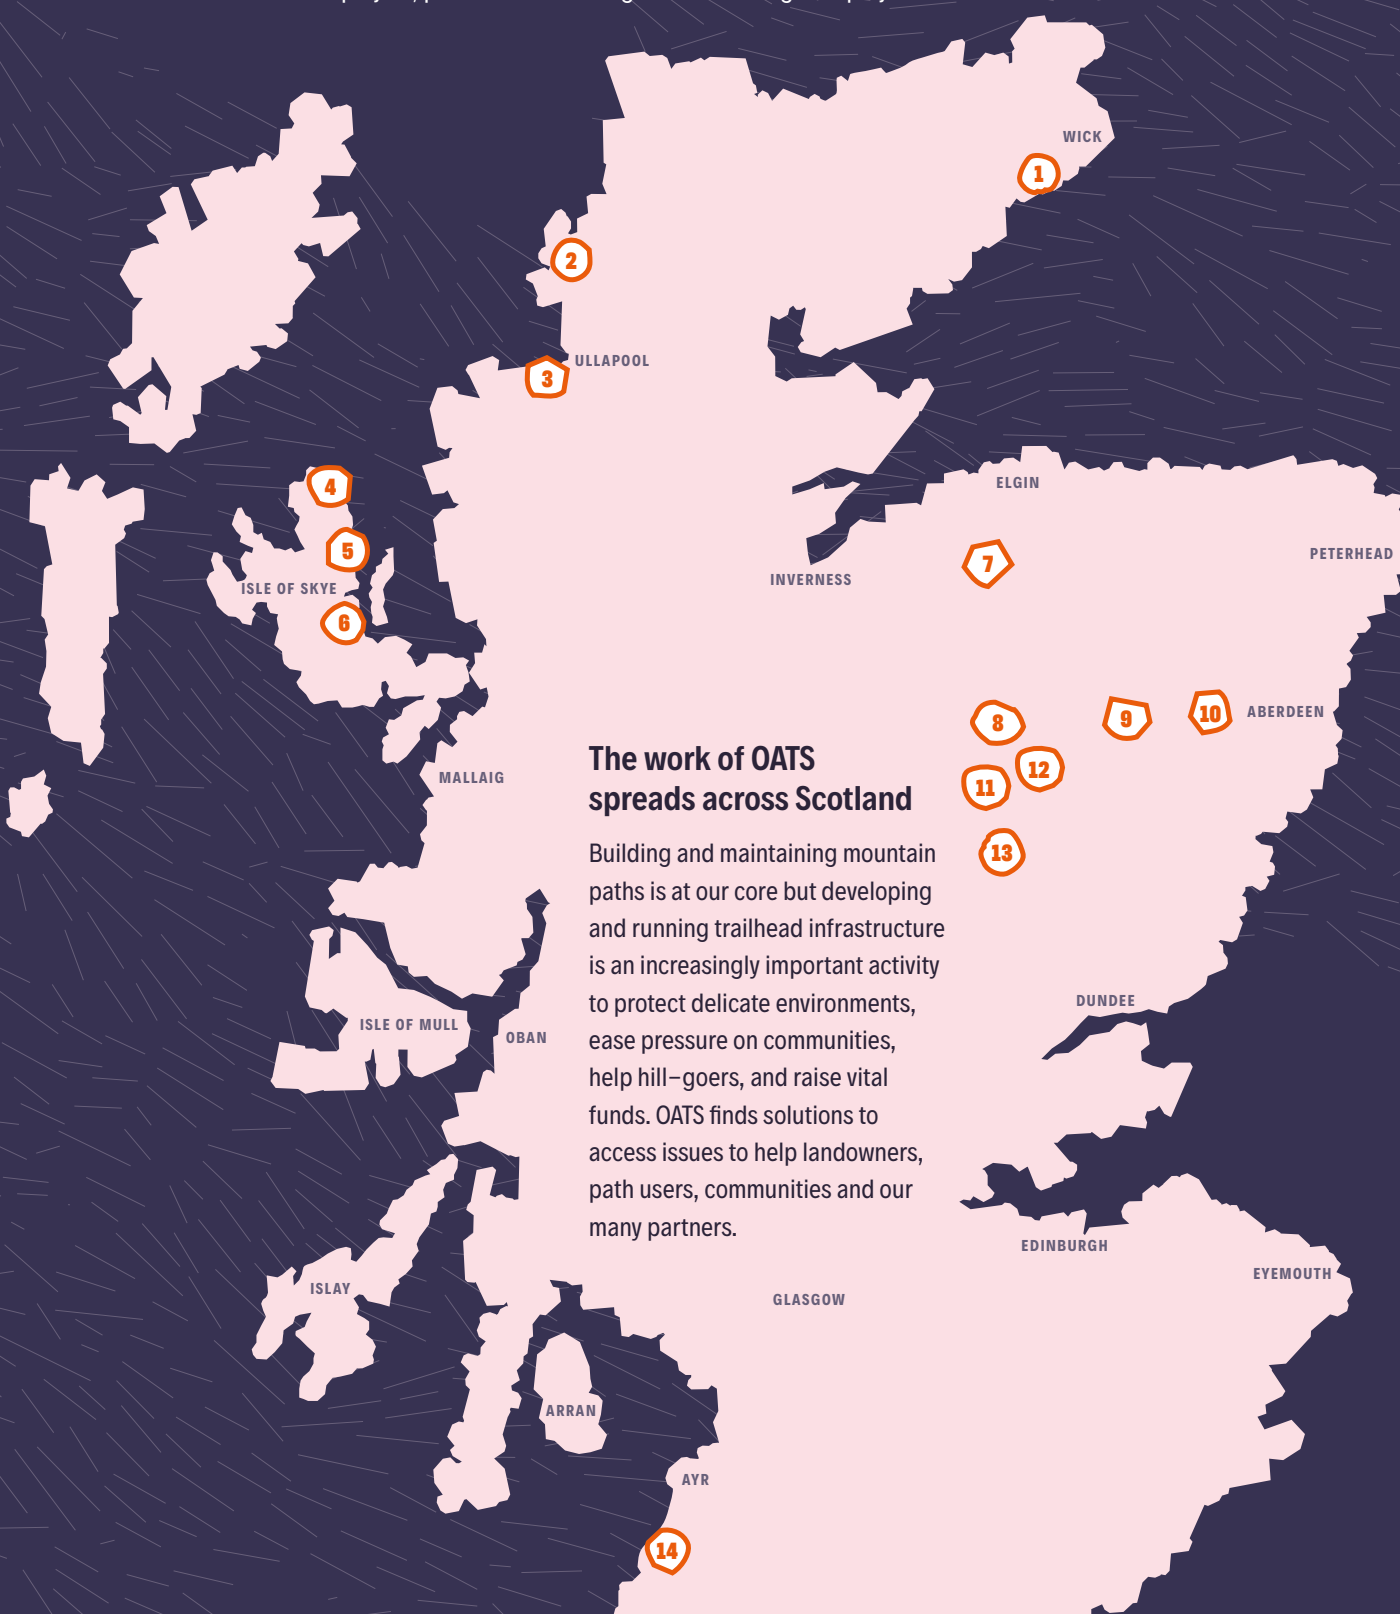 WICK
1
2
ULLAPOOL
3
4
ELGIN
5
PETERHEAD
7
INVERNESS
ISLE OF SKYE
6
8
9
10
ABERDEEN
MALLAIG
12
11
13
The work of OATS
spreads across Scotland
Building and maintaining mountain
paths is at our core but developing
and running trailhead infrastructure
is an increasingly important activity
to protect delicate environments,
ease pressure on communities,
help hill–goers, and raise vital
funds. OATS finds solutions to
access issues to help landowners,
path users, communities and our
many partners.
DUNDEE
ISLE OF MULL
OBAN
EDINBURGH
EYEMOUTH
ISLAY
GLASGOW
ARRAN
AYR
14